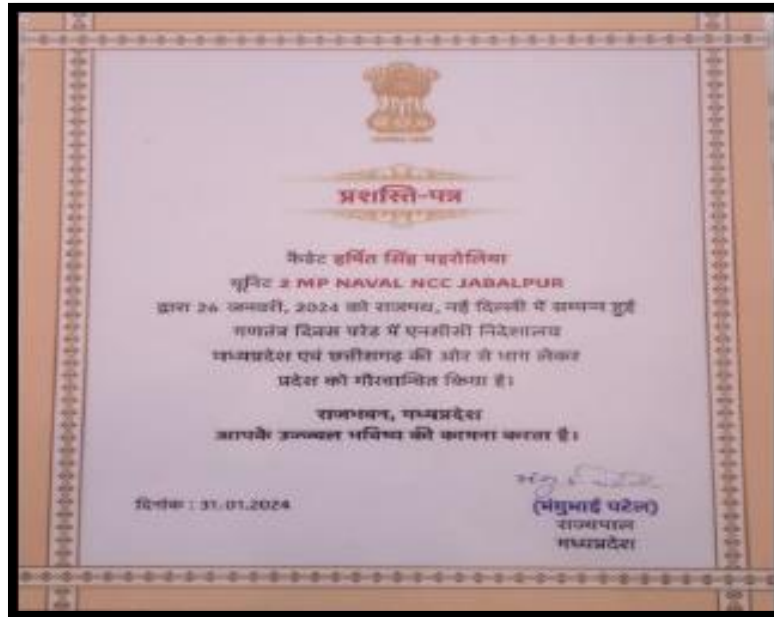 प्रशस्ति-पत्र
कैडेट हर्षित सिंह पहरोलिया
यूनिट 2 MP NAVAL NCC JABALPUR
द्वारा 26 जनवरी, 2024 को राजपथ, नई दिल्ली में सम्पन्न हुई
गणतंत्र दिवस परेड में एनसीसी निदेशालय
मध्यप्रदेश एवं छत्तीसगढ़ की ओर से भाग लेकर
प्रदेश को गौरवान्वित किया है।
राजभवन, मध्यप्रदेश
आपके उज्ज्वल भविष्य की कामना करता है।
दिनांक : 31.01.2024
(मंगुभाई पटेल)
राज्यपाल
मध्यप्रदेश